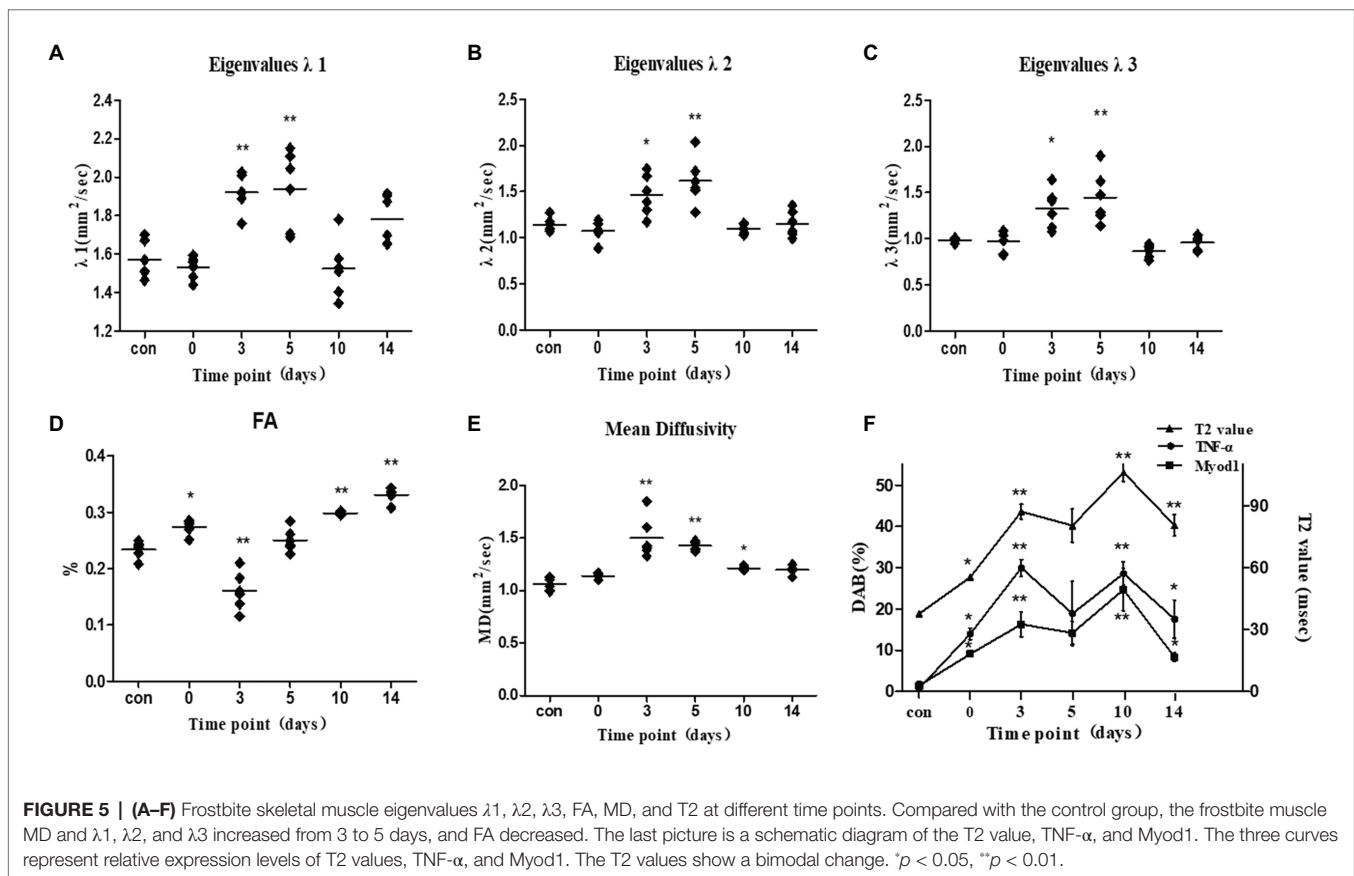 A
Eigenvalues λ 1
2.4
2.2
2.0
1.8
1.6
1.4
1.2
λ 1(mm²/sec)
**
**
con 0 3 5 10 14
Time point (days)
B
Eigenvalues λ 2
2.5
2.0
1.5
1.0
0.5
0.0
λ 2(mm²/sec)
*
**
con 0 3 5 10 14
Time point (days)
C
Eigenvalues λ 3
2.5
2.0
1.5
1.0
0.5
0.0
λ 3(mm²/sec)
*
**
con 0 3 5 10 14
Time point (days)
D
FA
0.4
0.3
0.2
0.1
0.0
%
*
**
**
**
con 0 3 5 10 14
Time point (days)
E
Mean Diffusivity
2.0
1.5
1.0
0.5
0.0
MD(mm²/sec)
**
**
*
con 0 3 5 10 14
Time point (days)
F
T2 value
TNF-α
Myod1
50
40
30
20
10
0
DAB(%)
90
60
30
0
T2 value (msec)
*
**
**
**
*
**
**
*
*
**
**
*
con 0 3 5 10 14
Time point (days)
FIGURE 5 | (A–F) Frostbite skeletal muscle eigenvalues λ1, λ2, λ3, FA, MD, and T2 at different time points. Compared with the control group, the frostbite muscle
MD and λ1, λ2, and λ3 increased from 3 to 5 days, and FA decreased. The last picture is a schematic diagram of the T2 value, TNF-α, and Myod1. The three curves
represent relative expression levels of T2 values, TNF-α, and Myod1. The T2 values show a bimodal change. *p < 0.05, **p < 0.01.